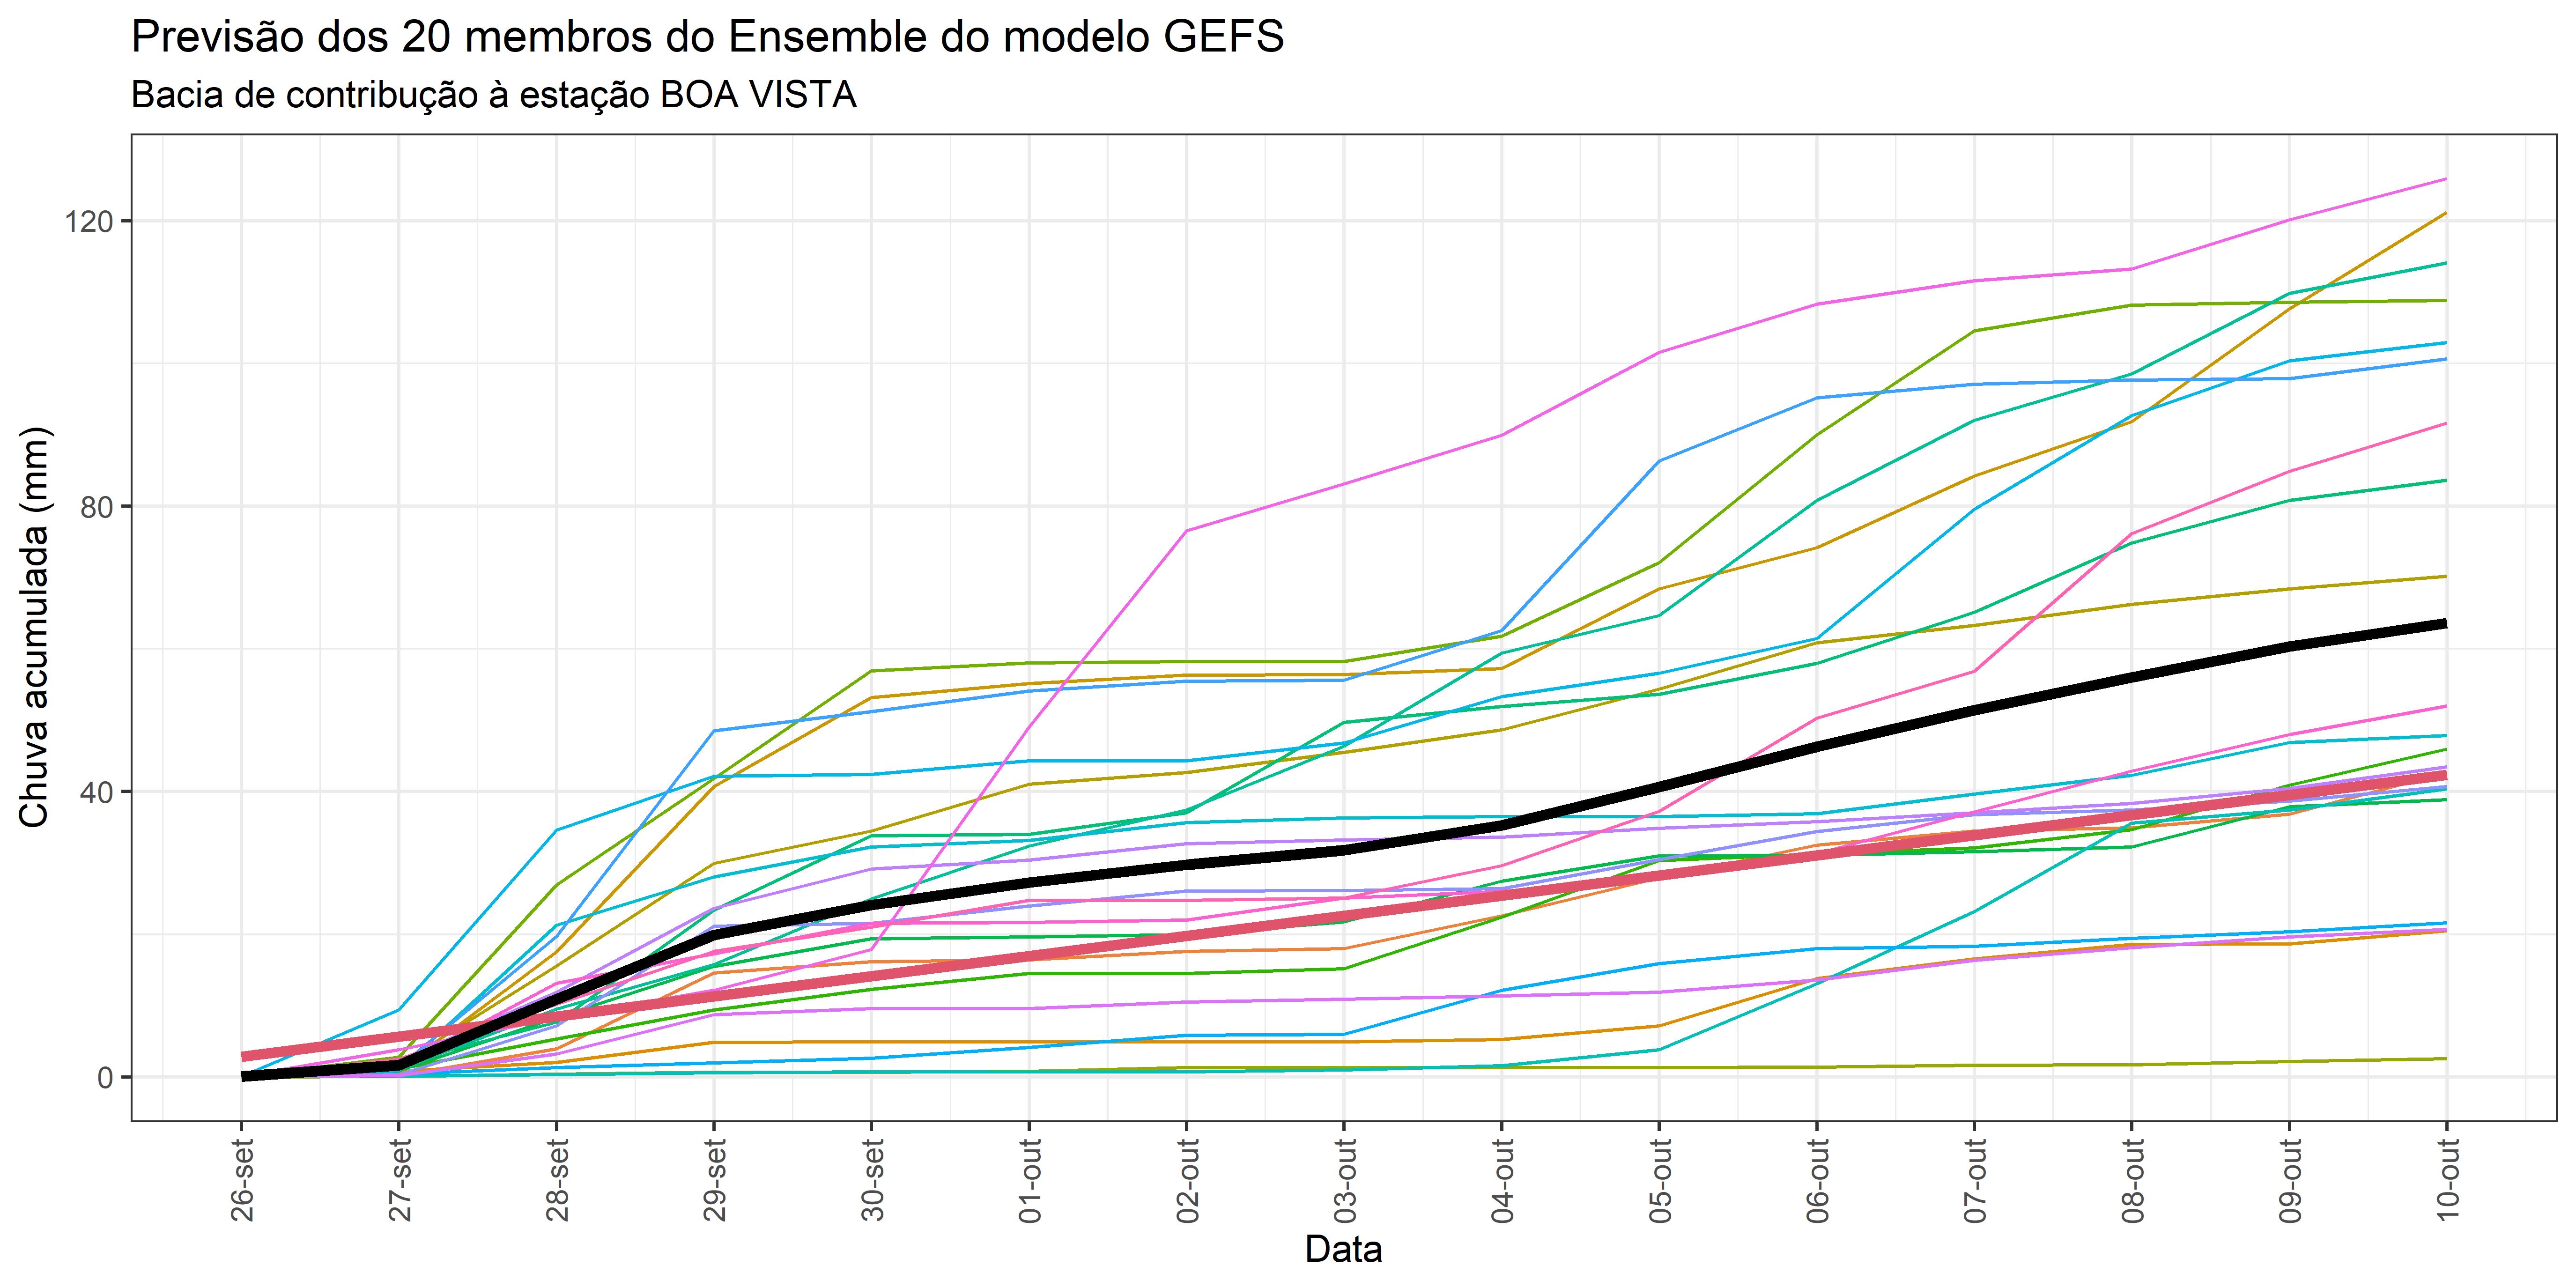 Previsão dos 20 membros do Ensemble do modelo GEFS
Bacia de contribução à estação BOA VISTA
Chuva acumulada (mm)
120
80
40
0
26-set
27-set
28-set
29-set
30-set
01-out
02-out
03-out
04-out
05-out
06-out
07-out
08-out
09-out
10-out
Data